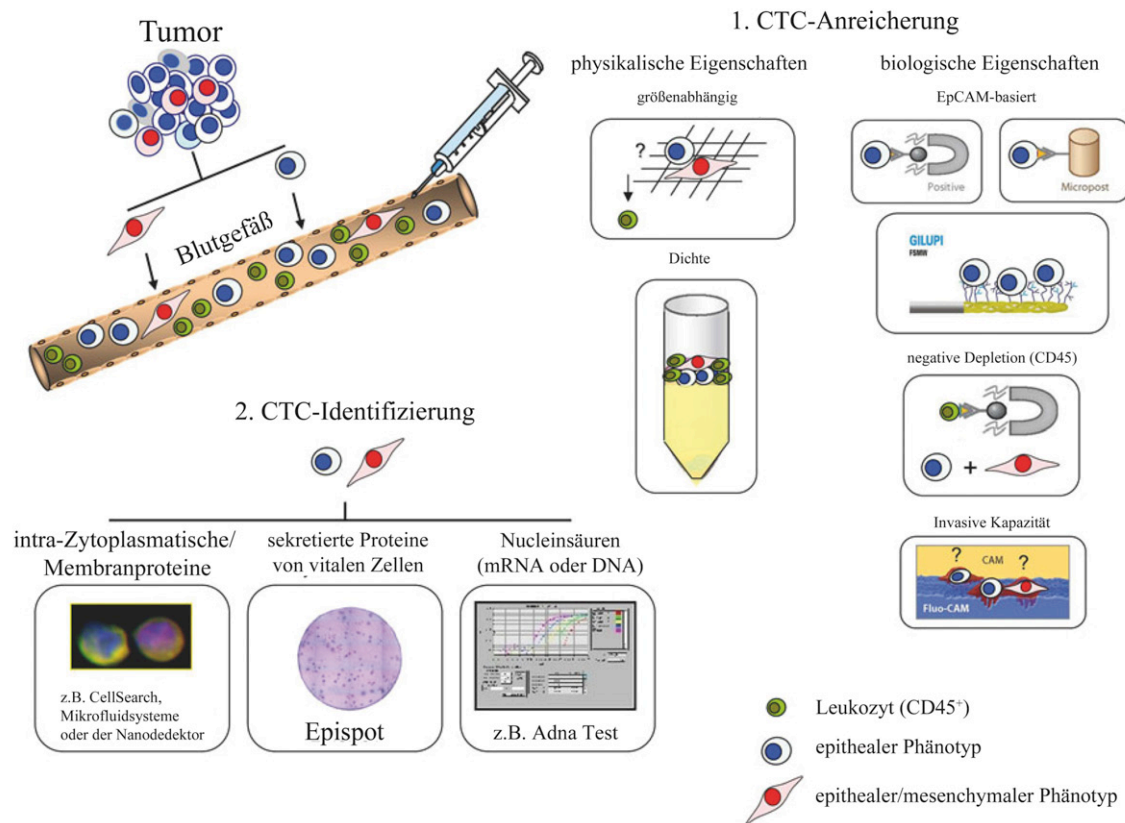 Tumor
Blutgefäß
1. CTC-Anreicherung
physikalische Eigenschaften
größenabhängig
?
Dichte
biologische Eigenschaften
EpCAM-basiert
Positive
Micropost
GILUPI
FSMW
negative Depletion (CD45)
+
Invasive Kapazität
? CAM ?
Fluo-CAM
2. CTC-Identifizierung
intra-Zytoplasmatische/
Membranproteine
z.B. CellSearch,
Mikrofluidsysteme
oder der Nanodedektor
sekretierte Proteine
von vitalen Zellen
Epispot
Nucleinsäuren
(mRNA oder DNA)
z.B. Adna Test
Leukozyt (CD45⁺)
epithealer Phänotyp
epithealer/mesenchymaler Phänotyp